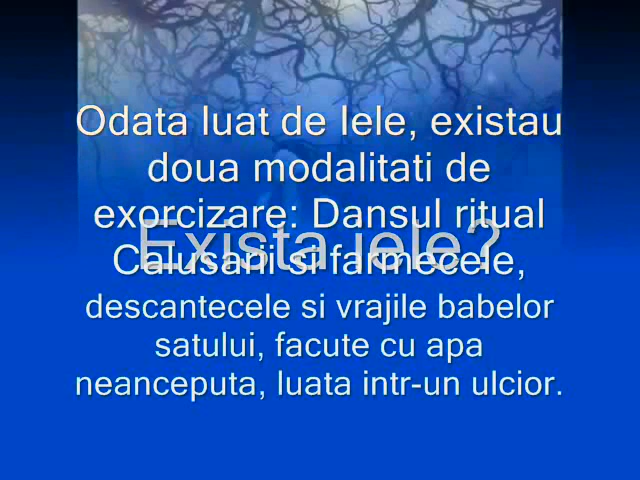 Odata luat de Iele, existau
doua modalitati de
exorcizare: Dansul ritual
Exista iele?
Calusarii si farmecele,
descantecele si vrajile babelor
satului, facute cu apa
neanceputa, luata intr-un ulcior.